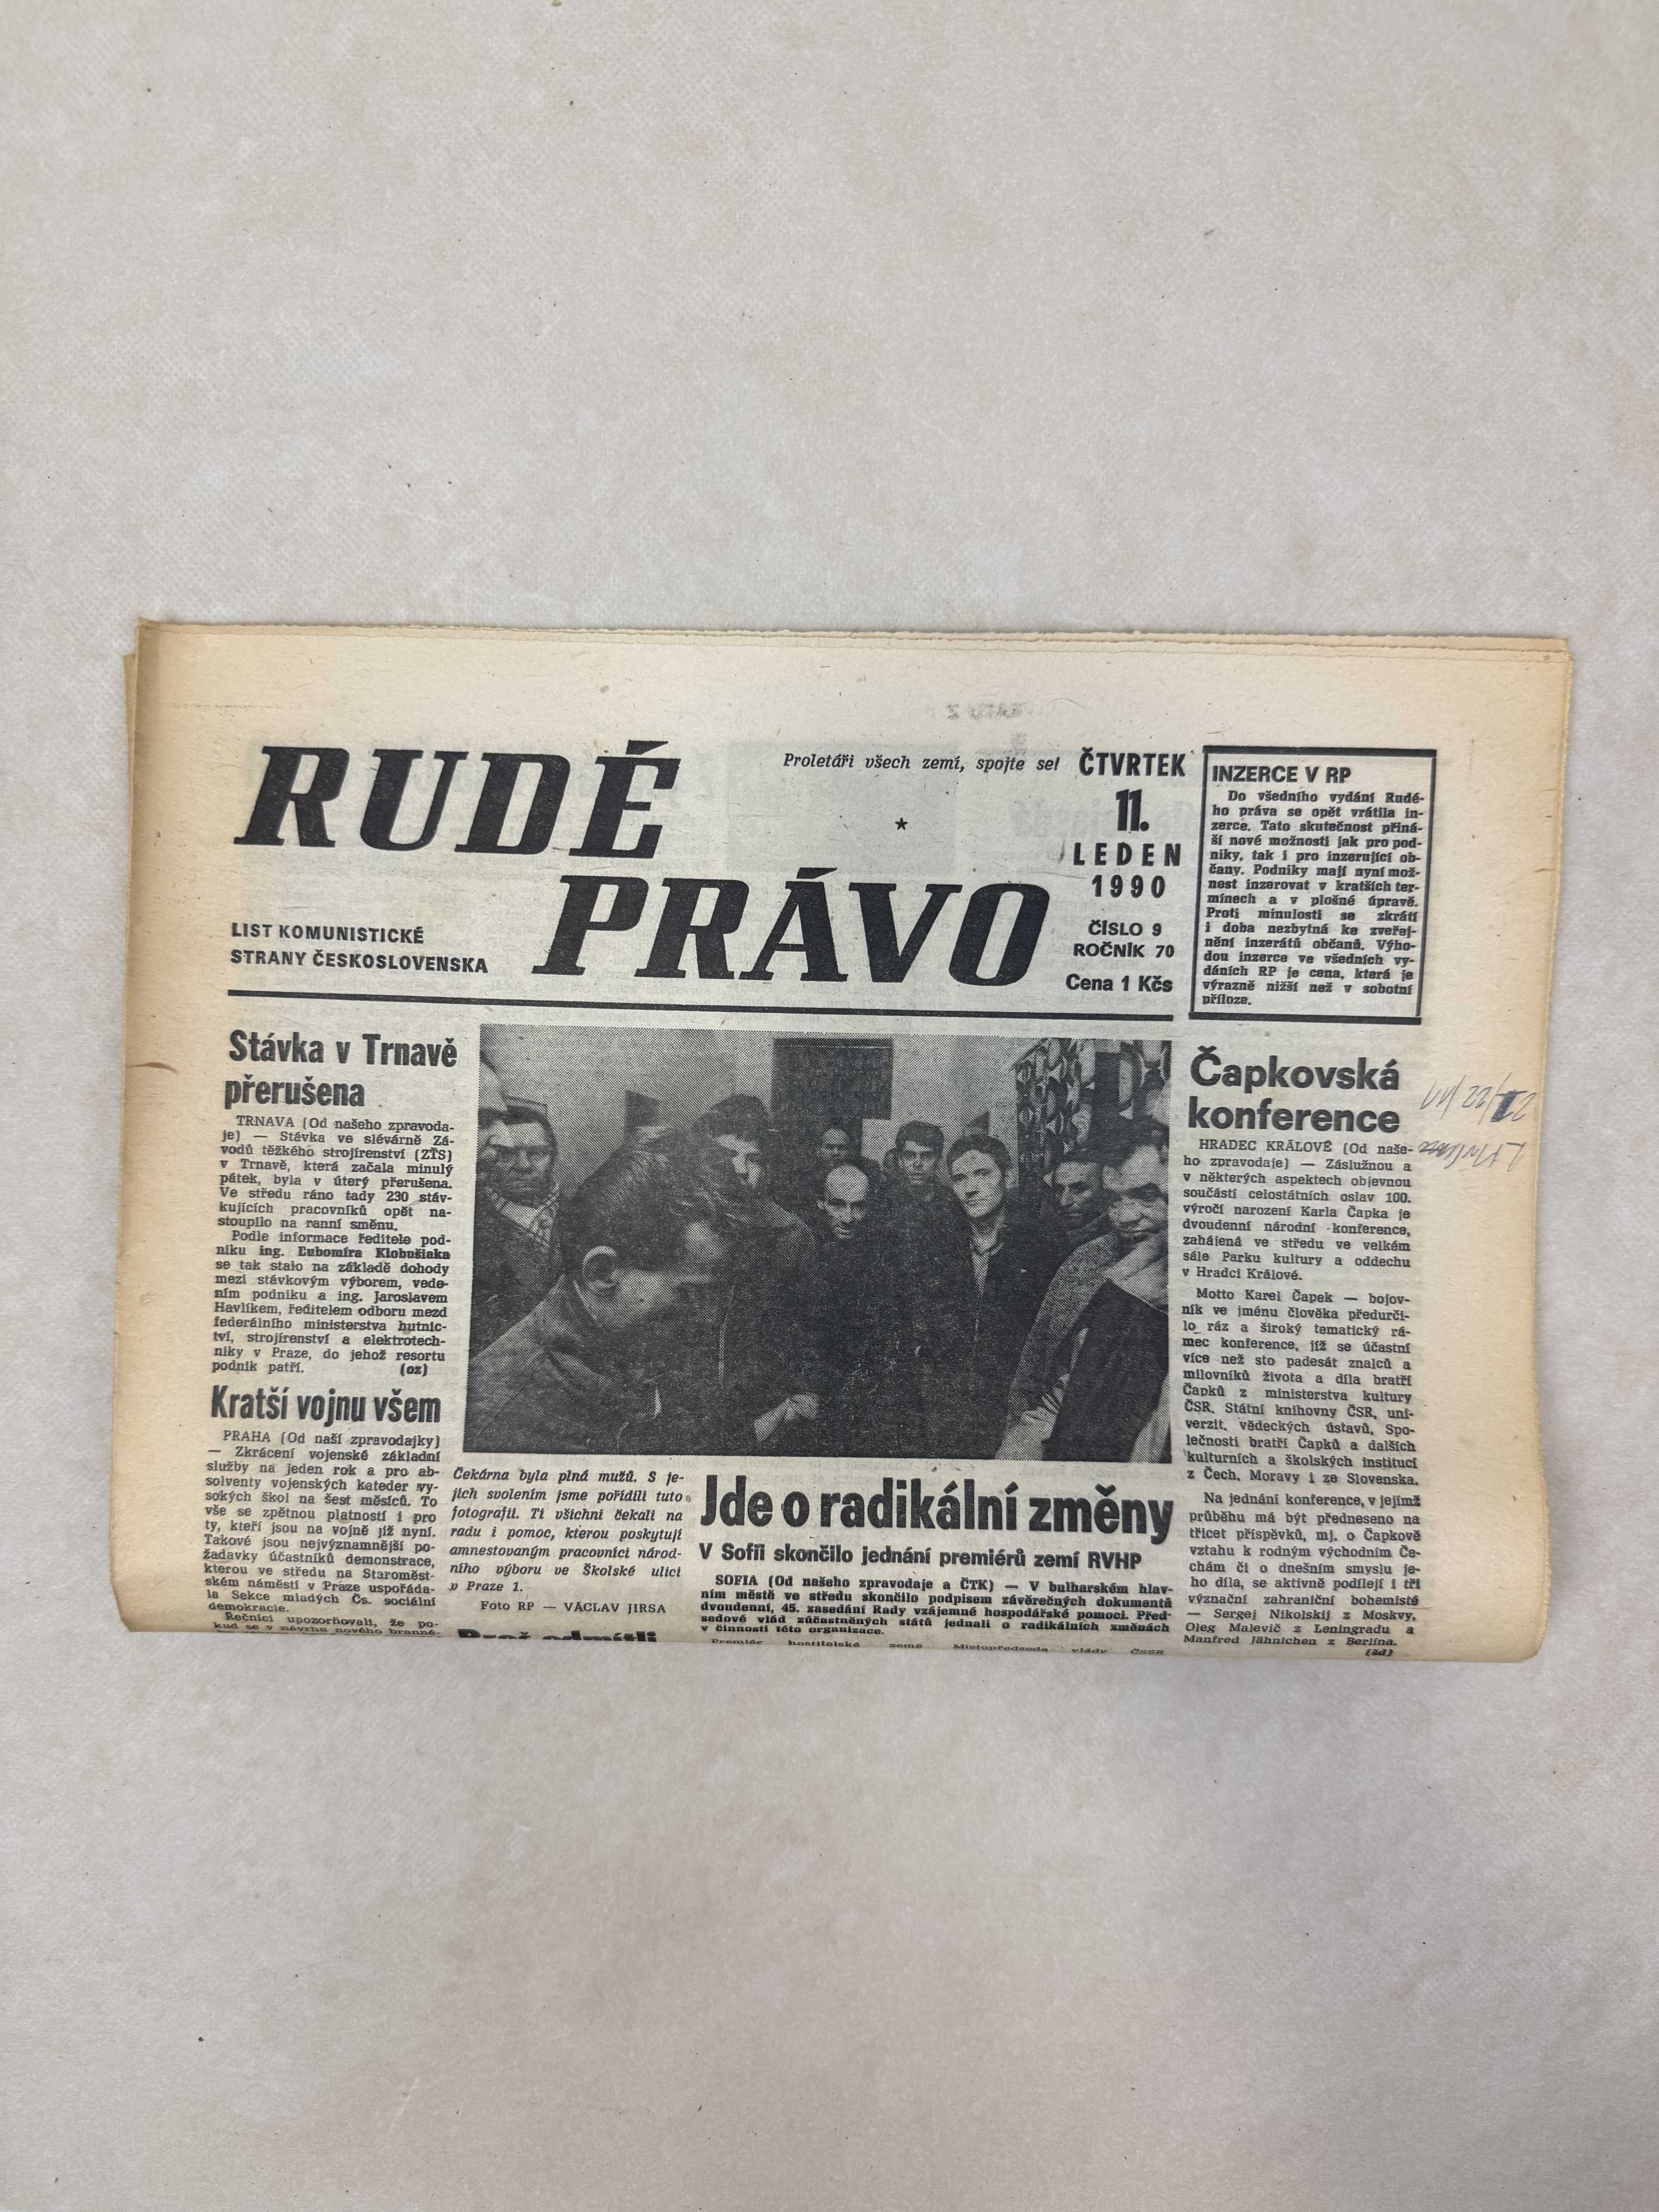 RUDÉ
PRÁVO
Proletáři všech zemí, spojte se!
LIST KOMUNISTICKÉ
STRANY ČESKOSLOVENSKA
ČTVRTEK
11.
LEDEN
1990
ČÍSLO 9
ROČNÍK 70
Cena 1 Kčs
INZERCE V RP
Do všedního vydání Rudé-
ho práva se opět vrátila in-
zerce. Tato skutečnost přiná-
ší nové možnosti jak pro pod-
niky, tak i pro inzerující ob-
čany. Podniky mají nyní mož-
nost inzerovat v kratších ter-
mínech a v plošné úpravě.
Proti minulosti se zkrátí
i doba nezbytná ke zveřej-
nění inzerátů občanů. Výho-
dou inzerce ve všedních vy-
dáních RP je cena, která je
výrazně nižší než v sobotní
příloze.
Stávka v Trnavě
přerušena
TRNAVA (Od našeho zpravoda-
je) — Stávka ve slévárně Zá-
vodů těžkého strojírenství (ZŤS)
v Trnavě, která začala minulý
pátek, byla v úterý přerušena.
Ve středu ráno tady 230 stáv-
kujících pracovníků opět na-
stoupilo na ranní směnu.
Podle informace ředitele pod-
niku ing. Ľubomíra Klobušiaka
se tak stalo na základě dohody
mezi stávkovým výborem, vede-
ním podniku a ing. Jaroslavem
Havlíkem, ředitelem odboru mezd
federálního ministerstva hutnic-
tví, strojírenství a elektrotech-
niky v Praze, do jehož resortu
podnik patří. (oz)
Kratší vojnu všem
PRAHA (Od naší zpravodajky)
— Zkrácení vojenské základní
služby na jeden rok a pro ab-
solventy vojenských kateder vy-
sokých škol na šest měsíců. To
vše se zpětnou platností i pro
ty, kteří jsou na vojně již nyní.
Takové jsou nejvýznamnější po-
žadavky účastníků demonstrace,
kterou ve středu na Staroměst-
ském náměstí v Praze uspořáda-
la Sekce mladých Čs. sociální
demokracie.
Řečníci upozorňovali, že po-
kud se v návrhu nového branné-
Čekárna byla plná mužů. S je-
jich svolením jsme pořídili tuto
fotografii. Ti všichni čekali na
radu i pomoc, kterou poskytují
amnestovaným pracovníci národ-
ního výboru ve Školské ulici
v Praze 1.
Foto RP — VÁCLAV JIRSA
Proč odmítli
Jde o radikální změny
V Sofii skončilo jednání premiérů zemí RVHP
SOFIA (Od našeho zpravodaje a ČTK) — V bulharském hlav-
ním městě ve středu skončilo podpisem závěrečných dokumentů
dvoudenní, 45. zasedání Rady vzájemné hospodářské pomoci. Před-
sedové vlád zúčastněných států jednali o radikálních změnách
v činnosti této organizace.
Premiér hostitelské země Místopředseda vlády ČSSR
Čapkovská
konference
HRADEC KRÁLOVÉ (Od naše-
ho zpravodaje) — Záslužnou a
v některých aspektech objevnou
součástí celostátních oslav 100.
výročí narození Karla Čapka je
dvoudenní národní konference,
zahájená ve středu ve velkém
sále Parku kultury a oddechu
v Hradci Králové.
Motto Karel Čapek — bojov-
ník ve jménu člověka předurči-
lo ráz a široký tematický rá-
mec konference, jíž se účastní
více než sto padesát znalců a
milovníků života a díla bratří
Čapků z ministerstva kultury
ČSR, Státní knihovny ČSR, uni-
verzit, vědeckých ústavů, Spo-
lečnosti bratří Čapků a dalších
kulturních a školských institucí
z Čech, Moravy i ze Slovenska.
Na jednání konference, v jejímž
průběhu má být předneseno na
třicet příspěvků, mj. o Čapkově
vztahu k rodným východním Če-
chám či o dnešním smyslu je-
ho díla, se aktivně podílejí i tři
význační zahraniční bohemisté
— Sergej Nikolskij z Moskvy,
Oleg Malevič z Leningradu a
Manfred Jähnichen z Berlína.
(žd)